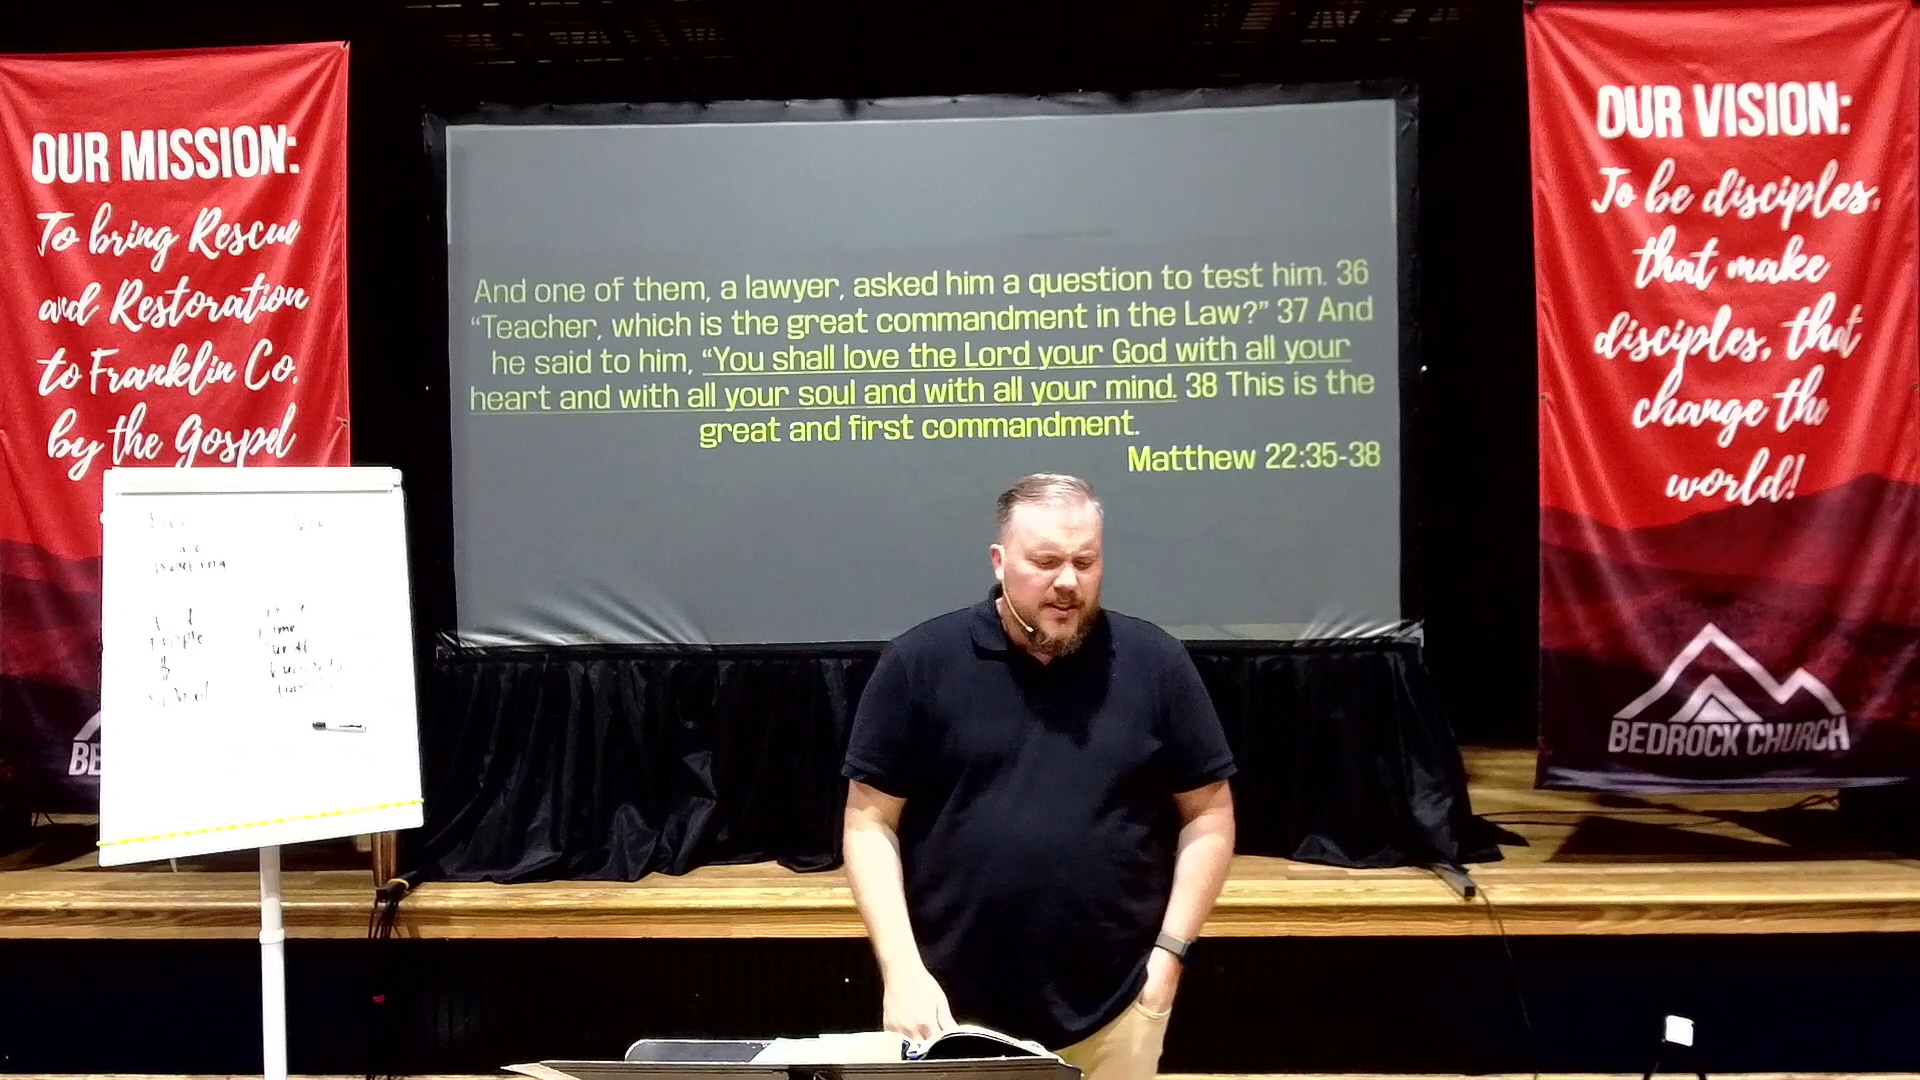 OUR MISSION:
To bring Rescue
and Restoration
to Franklin Co.
by the Gospel
BE
And one of them, a lawyer, asked him a question to test him. 36
“Teacher, which is the great commandment in the Law?” 37 And
he said to him, “You shall love the Lord your God with all your
heart and with all your soul and with all your mind. 38 This is the
great and first commandment.
Matthew 22:35-38
people
$
OUR VISION:
To be disciples,
that make
disciples, that
change the
world!
BEDROCK CHURCH